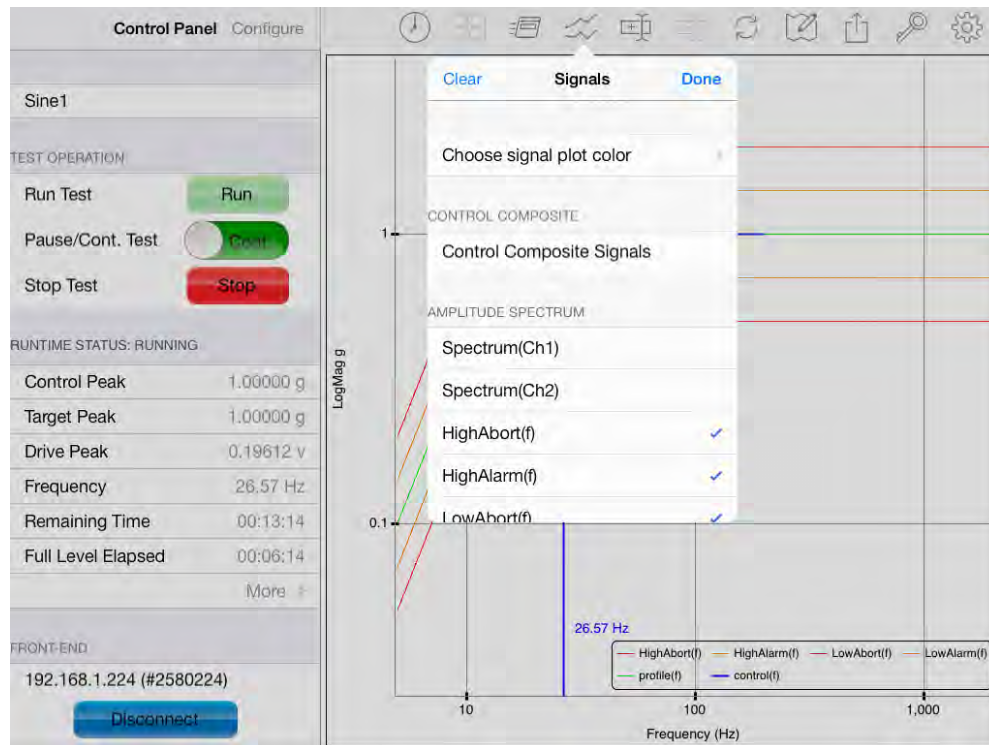 Control Panel Configure
Sine1
TEST OPERATION
Run Test Run
Pause/Cont. Test Cont.
Stop Test Stop
RUNTIME STATUS: RUNNING
Control Peak 1.00000 g
Target Peak 1.00000 g
Drive Peak 0.19612 v
Frequency 26.57 Hz
Remaining Time 00:13:14
Full Level Elapsed 00:06:14
More
FRONT-END
192.168.1.224 (#2580224)
Disconnect
Clear Signals Done
Choose signal plot color
CONTROL COMPOSITE
Control Composite Signals
AMPLITUDE SPECTRUM
Spectrum(Ch1)
Spectrum(Ch2)
HighAbort(f)
HighAlarm(f)
LowAbort(f)
LogMag g
1
0.1
26.57 Hz
HighAbort(f) HighAlarm(f) LowAbort(f) LowAlarm(f)
profile(f) control(f)
10 100 1,000
Frequency (Hz)